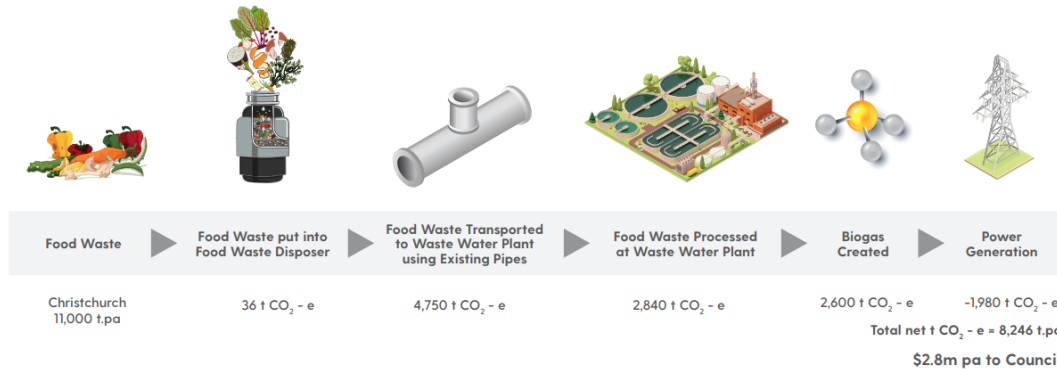 Food Waste
Food Waste put into
Food Waste Disposer
Food Waste Transported
to Waste Water Plant
using Existing Pipes
Food Waste Processed
at Waste Water Plant
Biogas
Created
Power
Generation
Christchurch
11,000 t.pa
36 t CO₂ - e
4,750 t CO₂ - e
2,840 t CO₂ - e
2,600 t CO₂ - e
-1,980 t CO₂ - e
Total net t CO₂ - e = 8,246 t.pa
$2.8m pa to Counci